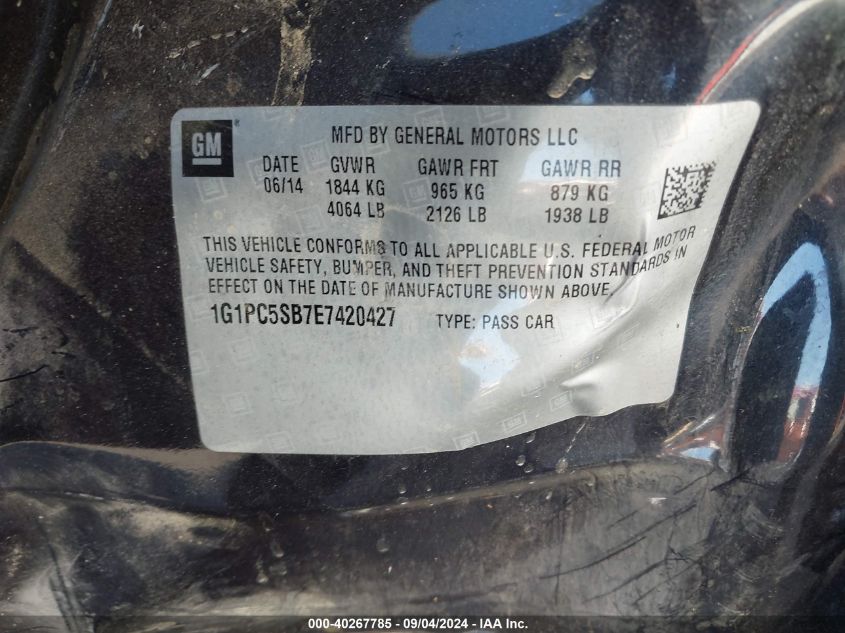 GM ®
MFD BY GENERAL MOTORS LLC
DATE GVWR GAWR FRT GAWR RR
06/14 1844 KG 965 KG 879 KG
4064 LB 2126 LB 1938 LB
THIS VEHICLE CONFORMS TO ALL APPLICABLE U.S. FEDERAL MOTOR
VEHICLE SAFETY, BUMPER, AND THEFT PREVENTION STANDARDS IN
EFFECT ON THE DATE OF MANUFACTURE SHOWN ABOVE.
1G1PC5SB7E7420427 TYPE: PASS CAR
000-40267785 - 09/04/2024 - IAA Inc.